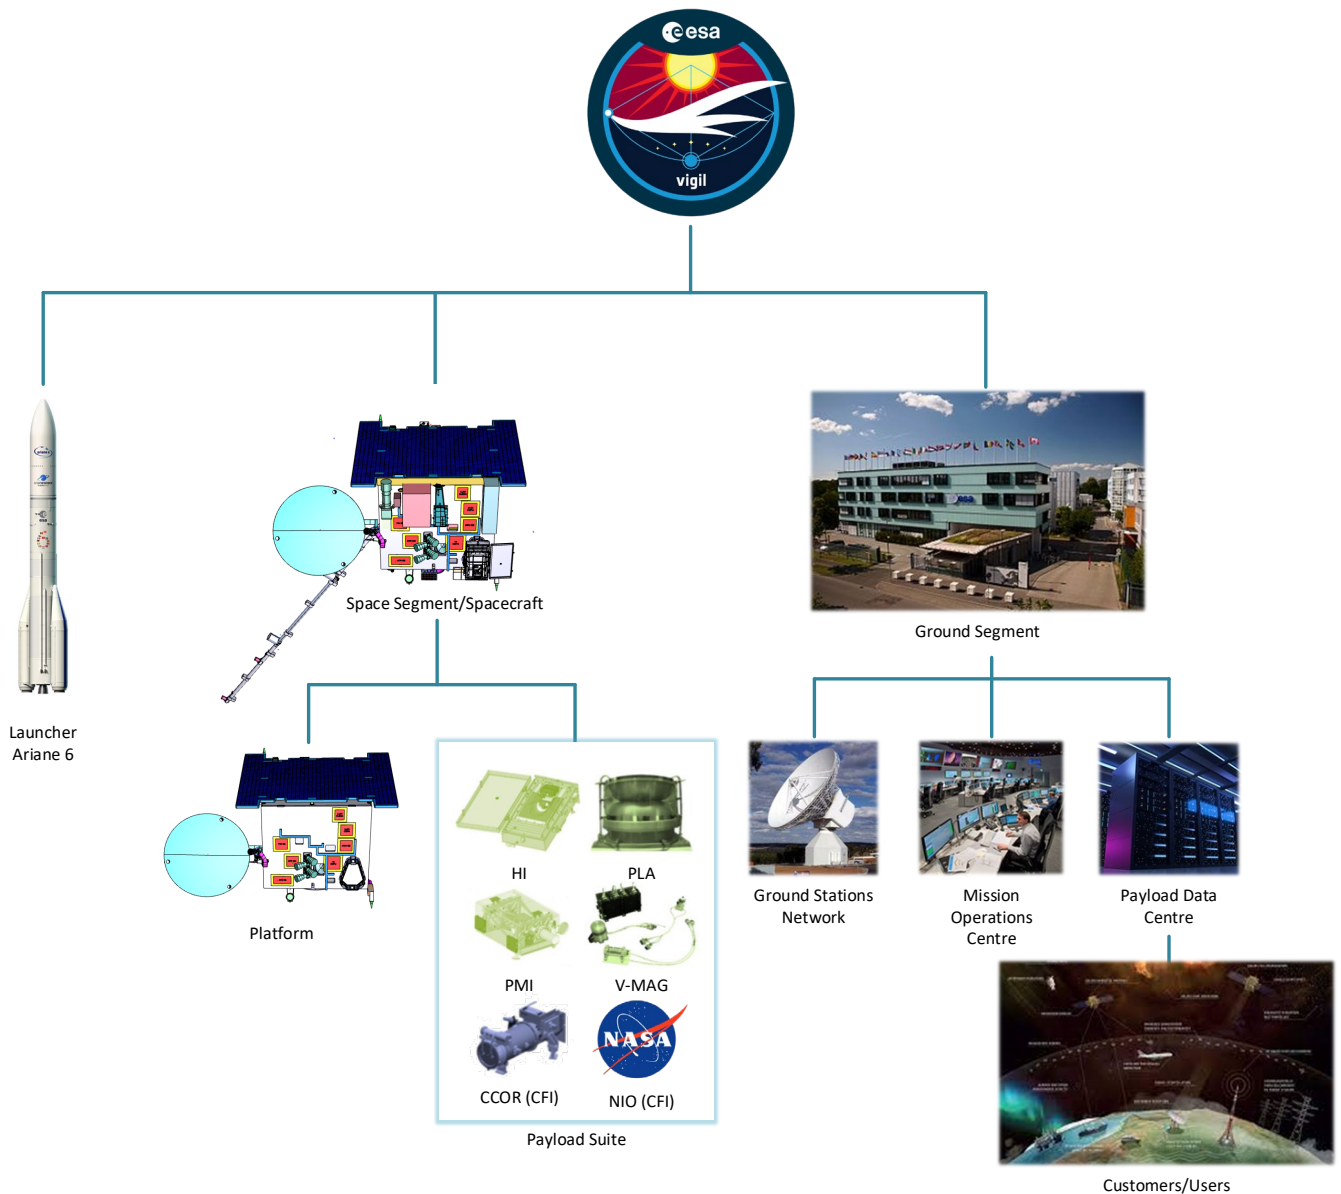 esa
vigil
Space Segment/Spacecraft
Ground Segment
Launcher
Ariane 6
Platform
HI
PLA
PMI
V-MAG
NASA
CCOR (CFI)
NIO (CFI)
Payload Suite
Ground Stations
Network
Mission
Operations
Centre
Payload Data
Centre
Customers/Users
esa